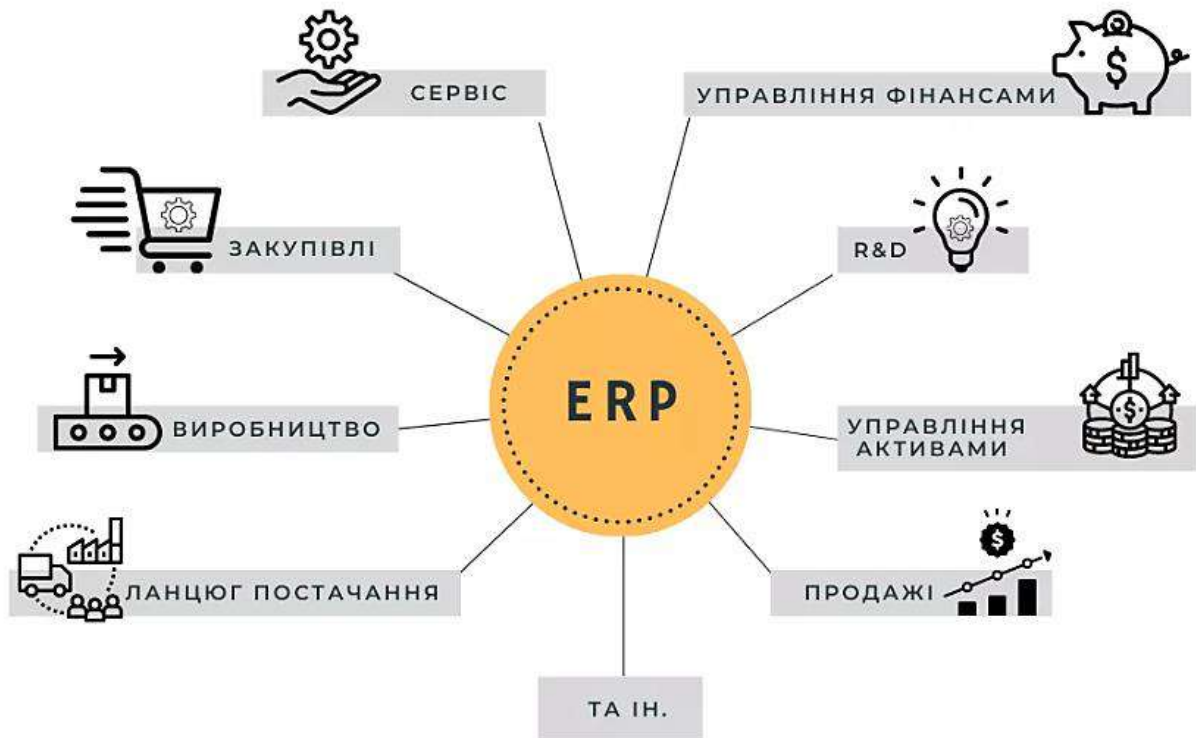 СЕРВІС
УПРАВЛІННЯ ФІНАНСАМИ
$
ЗАКУПІВЛІ
R&D
ERP
ВИРОБНИЦТВО
УПРАВЛІННЯ
АКТИВАМИ
$
ЛАНЦЮГ ПОСТАЧАННЯ
$
ПРОДАЖІ
ТА ІН.